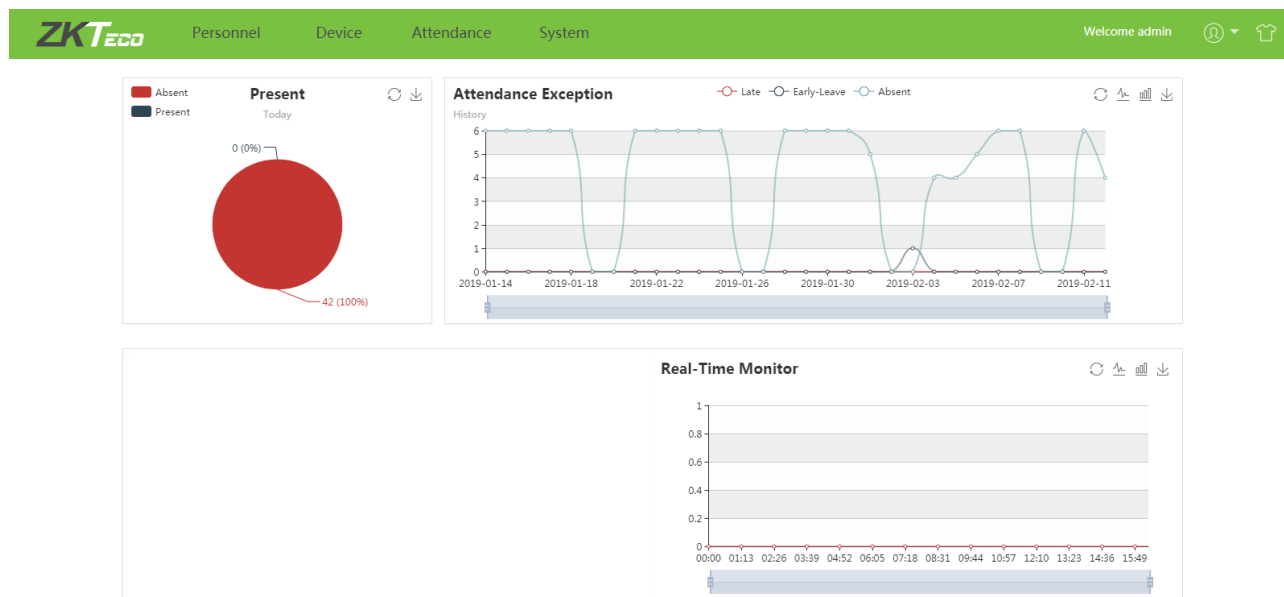 ZKTECO Personnel Device Attendance System Welcome admin
Absent
Present
Present
Today
0 (0%)
42 (100%)
Attendance Exception
History
Late Early-Leave Absent
6
5
4
3
2
1
0
2019-01-14 2019-01-18 2019-01-22 2019-01-26 2019-01-30 2019-02-03 2019-02-07 2019-02-11
Real-Time Monitor
1
0.8
0.6
0.4
0.2
0
00:00 01:13 02:26 03:39 04:52 06:05 07:18 08:31 09:44 10:57 12:10 13:23 14:36 15:49